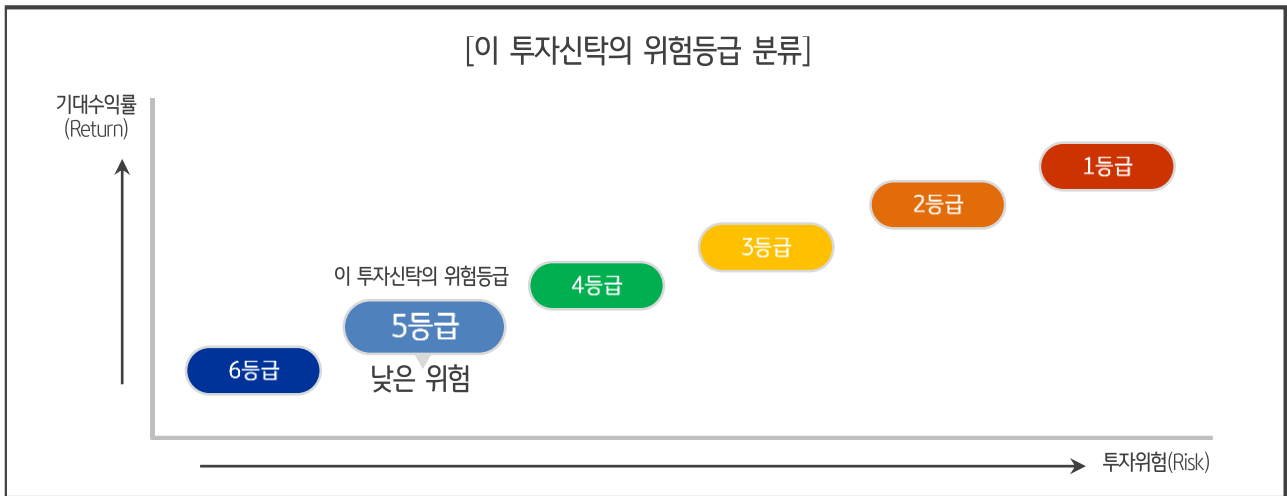 [이 투자신탁의 위험등급 분류]
기대수익률
(Return)
1등급
2등급
3등급
이 투자신탁의 위험등급
4등급
5등급
6등급
낮은 위험
투자위험(Risk)